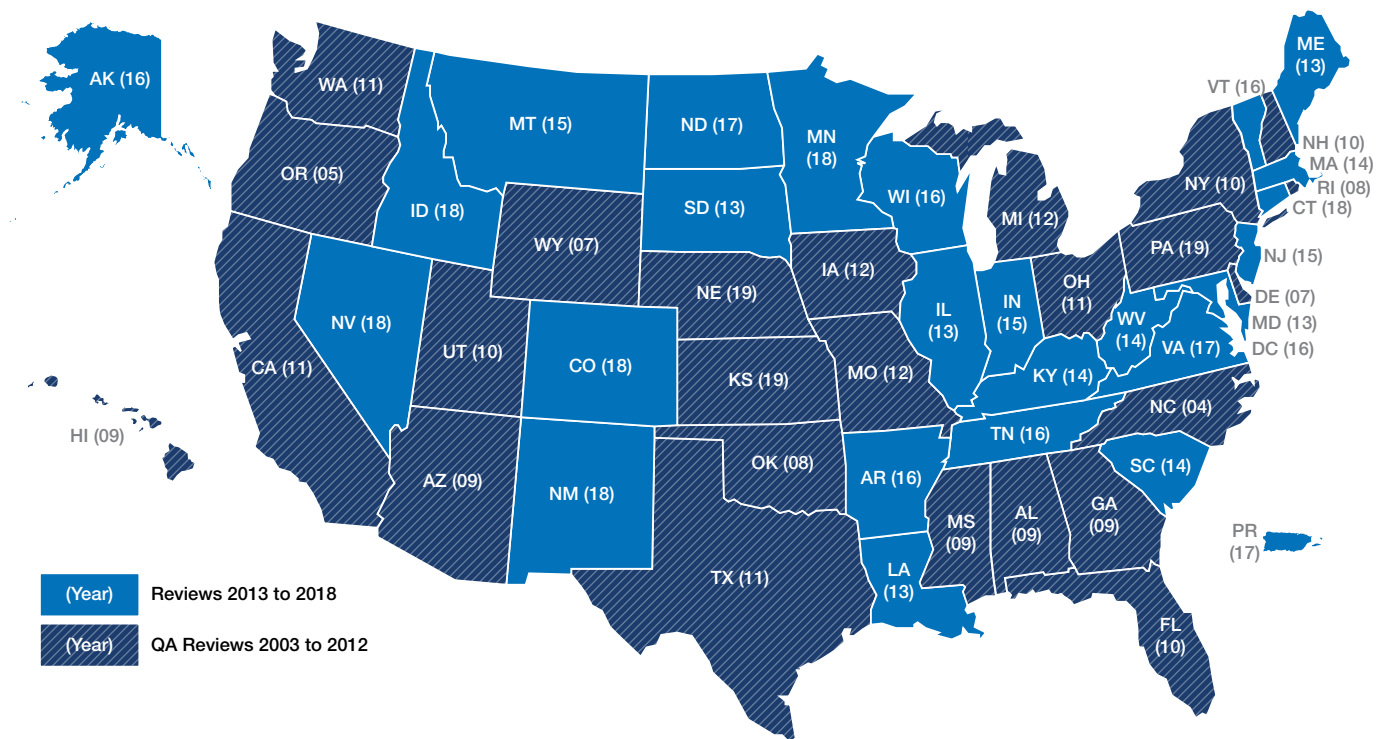 AK (16)
WA (11)
OR (05)
CA (11)
HI (09)
ID (18)
NV (18)
MT (15)
WY (07)
UT (10)
AZ (09)
CO (18)
NM (18)
ND (17)
SD (13)
NE (19)
KS (19)
OK (08)
TX (11)
MN
(18)
IA (12)
MO (12)
AR (16)
LA
(13)
WI (16)
IL
(13)
MI (12)
IN
(15)
OH
(11)
KY (14)
TN (16)
MS
(09)
AL
(09)
GA
(09)
FL
(10)
SC (14)
NC (04)
VA (17)
WV
(14)
PA (19)
NY (10)
VT (16)
ME
(13)
NH (10)
MA (14)
RI (08)
CT (18)
NJ (15)
DE (07)
MD (13)
DC (16)
PR
(17)
(Year) Reviews 2013 to 2018
(Year) QA Reviews 2003 to 2012